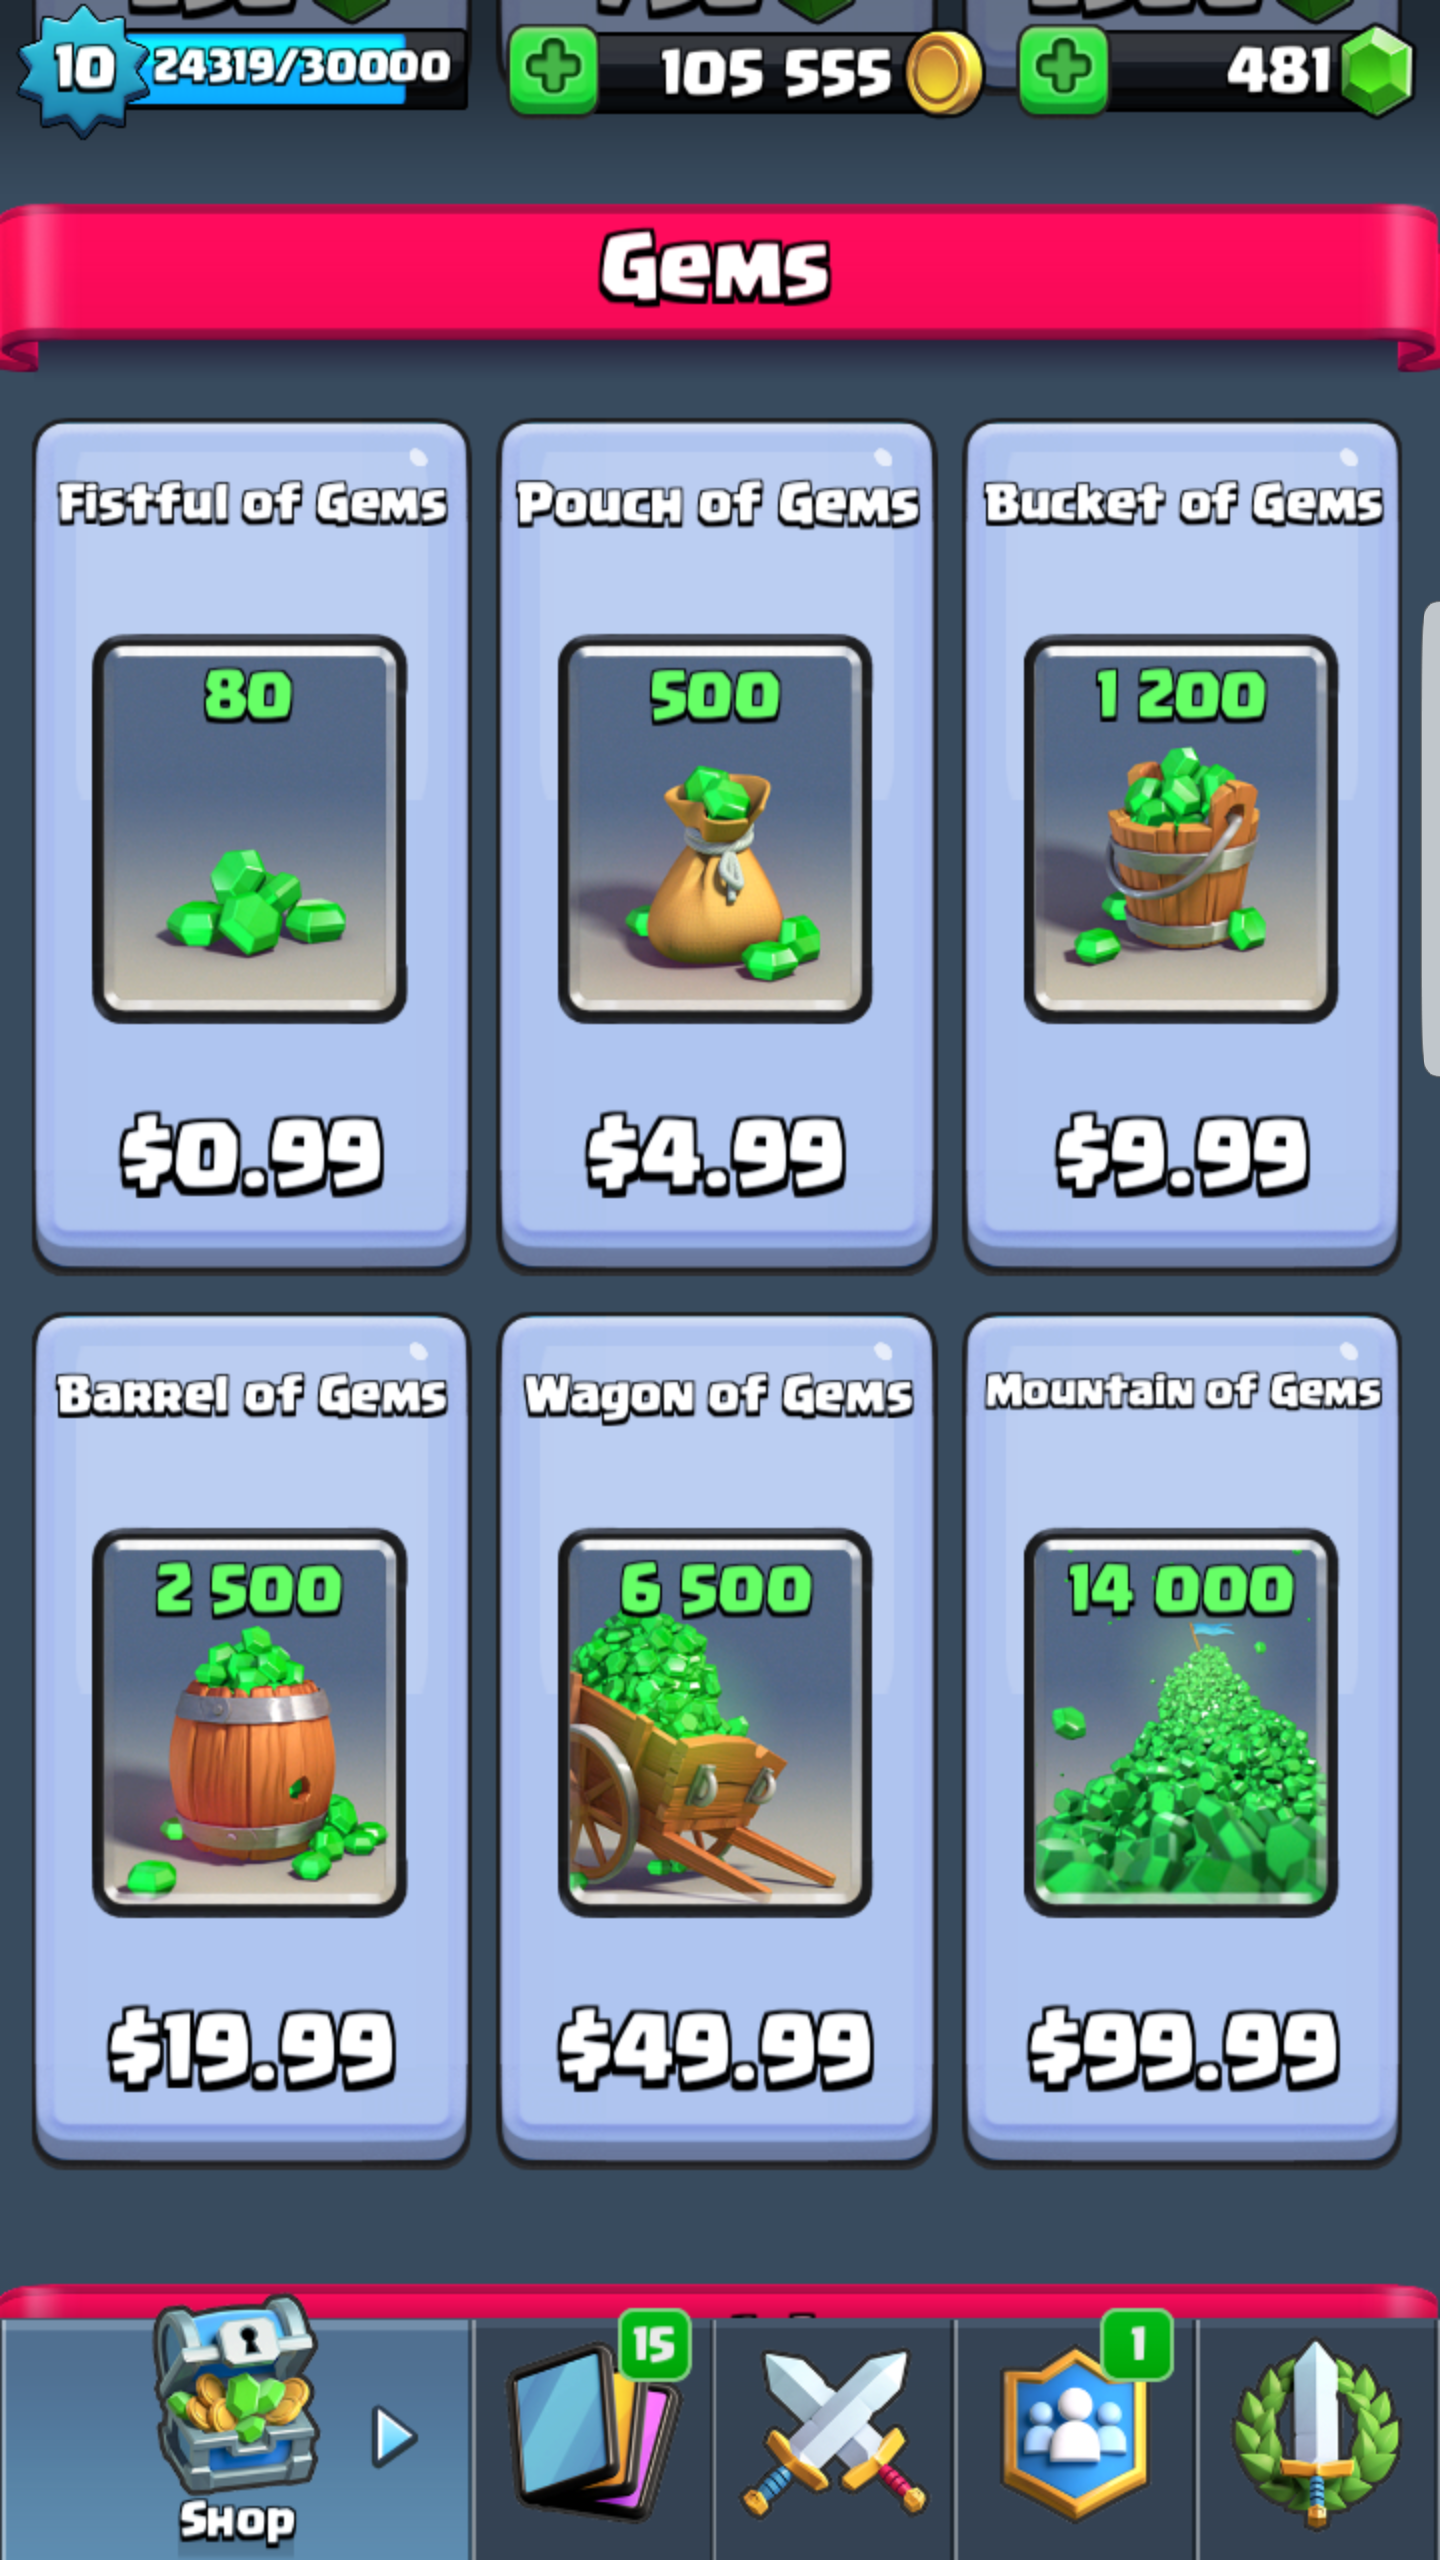 10
24319/30000
105 555
481
Gems
Fistful of Gems
Pouch of Gems
Bucket of Gems
80
500
1 200
$0.99
$4.99
$9.99
Barrel of Gems
Wagon of Gems
Mountain of Gems
2 500
6 500
14 000
$19.99
$49.99
$99.99
15
1
Shop